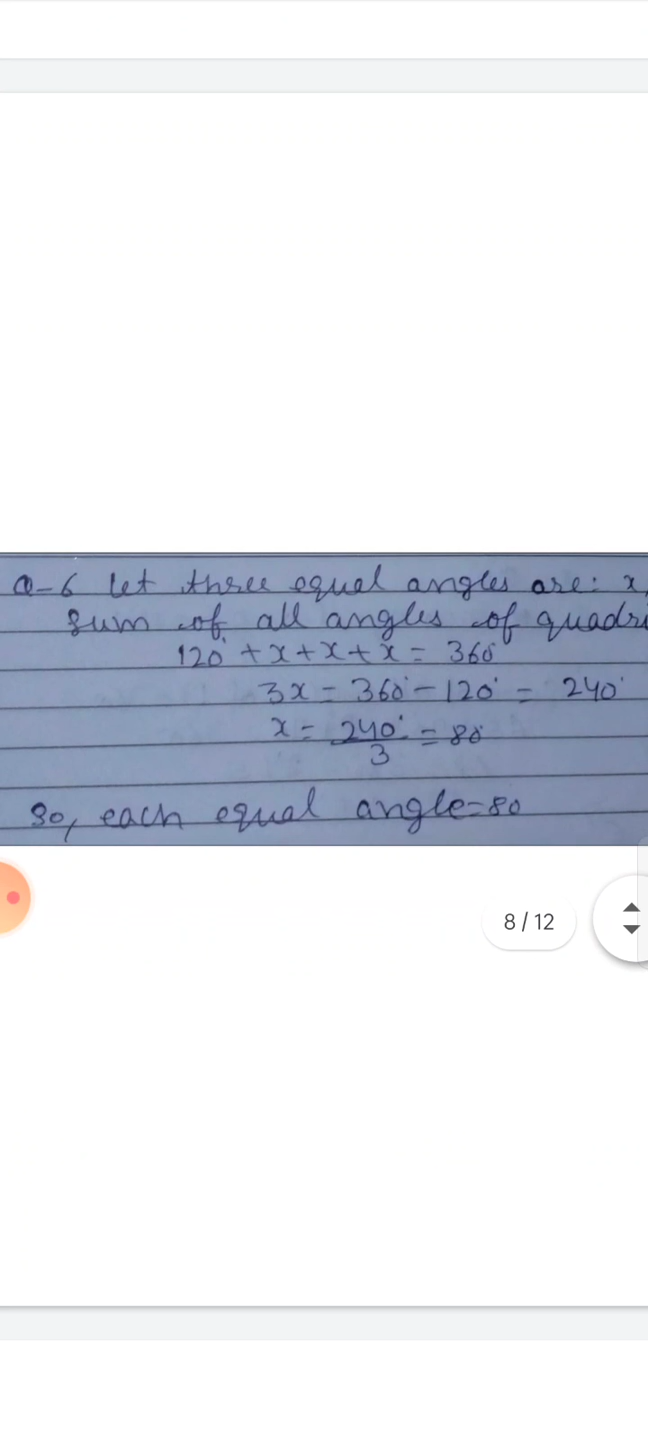 Q-6 Let three equal angles are: x,
Sum of all angles of quadri
120° + x + x + x = 360°
3x = 360° - 120° = 240°
x = 240° / 3 = 80°
So, each equal angle=80
8 / 12